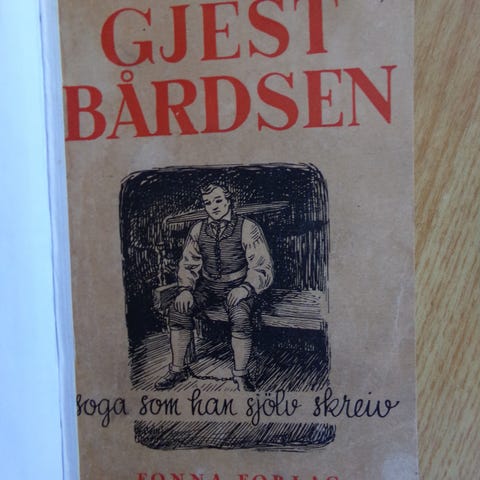 GJEST
BÅRDSEN
soga som han sjölv skreiv
FONNA FORLAG